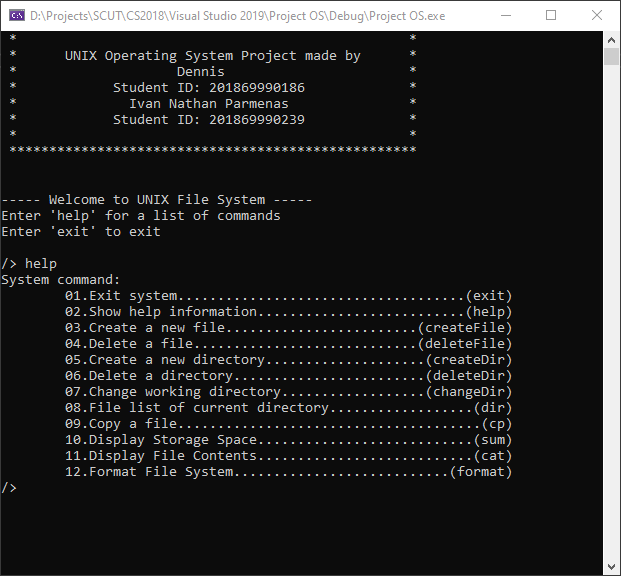 D:\Projects\SCUT\CS2018\Visual Studio 2019\Project OS\Debug\Project OS.exe
* *
* UNIX Operating System Project made by *
* Dennis *
* Student ID: 201869990186 *
* Ivan Nathan Parmenas *
* Student ID: 201869990239 *
* *
***************************************************
----- Welcome to UNIX File System -----
Enter 'help' for a list of commands
Enter 'exit' to exit
/> help
System command:
01.Exit system....................................(exit)
02.Show help information..........................(help)
03.Create a new file........................(createFile)
04.Delete a file............................(deleteFile)
05.Create a new directory....................(createDir)
06.Delete a directory........................(deleteDir)
07.Change working directory..................(changeDir)
08.File list of current directory..................(dir)
09.Copy a file......................................(cp)
10.Display Storage Space...........................(sum)
11.Display File Contents...........................(cat)
12.Format File System...........................(format)
/>